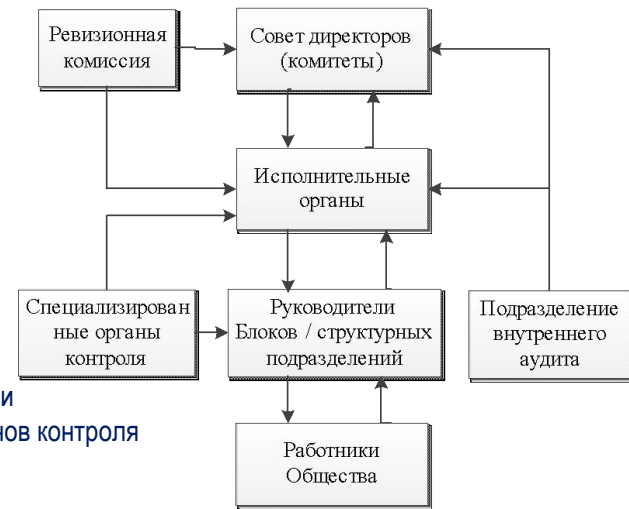 Ревизионная
комиссия
Совет директоров
(комитеты)
Исполнительные
органы
Специализирован
ные органы
контроля
Руководители
Блоков / структурных
подразделений
Подразделение
внутреннего
аудита
и
нов контроля
Работники
Общества